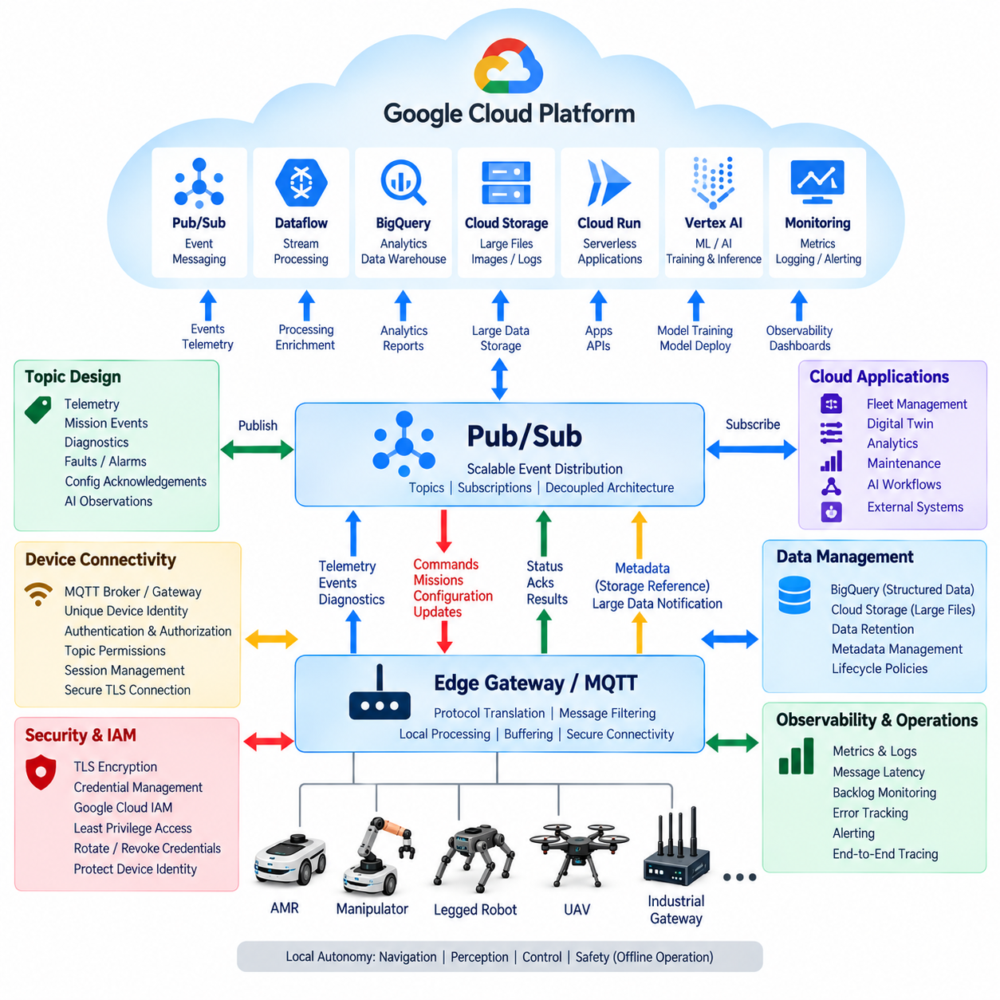 Google Cloud Platform
Pub/Sub
Event
Messaging
Dataflow
Stream
Processing
BigQuery
Analytics
Data Warehouse
Cloud Storage
Large Files
Images / Logs
Cloud Run
Serverless
Applications
Vertex AI
ML / AI
Training & Inference
Monitoring
Metrics
Logging / Alerting
Events
Telemetry
Processing
Enrichment
Analytics
Reports
Large Data
Storage
Apps
APIs
Model Training
Model Deploy
Observability
Dashboards
Topic Design
Telemetry
Mission Events
Diagnostics
Faults / Alarms
Config Acknowledgements
AI Observations
Publish
Pub/Sub
Scalable Event Distribution
Topics | Subscriptions | Decoupled Architecture
Subscribe
Cloud Applications
Fleet Management
Digital Twin
Analytics
Maintenance
AI Workflows
External Systems
Device Connectivity
MQTT Broker / Gateway
Unique Device Identity
Authentication & Authorization
Topic Permissions
Session Management
Secure TLS Connection
Telemetry
Events
Diagnostics
Commands
Missions
Configuration
Updates
Status
Acks
Results
Metadata
(Storage Reference)
Large Data Notification
Data Management
BigQuery (Structured Data)
Cloud Storage (Large Files)
Data Retention
Metadata Management
Lifecycle Policies
Edge Gateway / MQTT
Protocol Translation | Message Filtering
Local Processing | Buffering | Secure Connectivity
Security & IAM
TLS Encryption
Credential Management
Google Cloud IAM
Least Privilege Access
Rotate / Revoke Credentials
Protect Device Identity
Observability & Operations
Metrics & Logs
Message Latency
Backlog Monitoring
Error Tracking
Alerting
End-to-End Tracing
AMR
Manipulator
Legged Robot
UAV
Industrial
Gateway
Local Autonomy: Navigation | Perception | Control | Safety (Offline Operation)